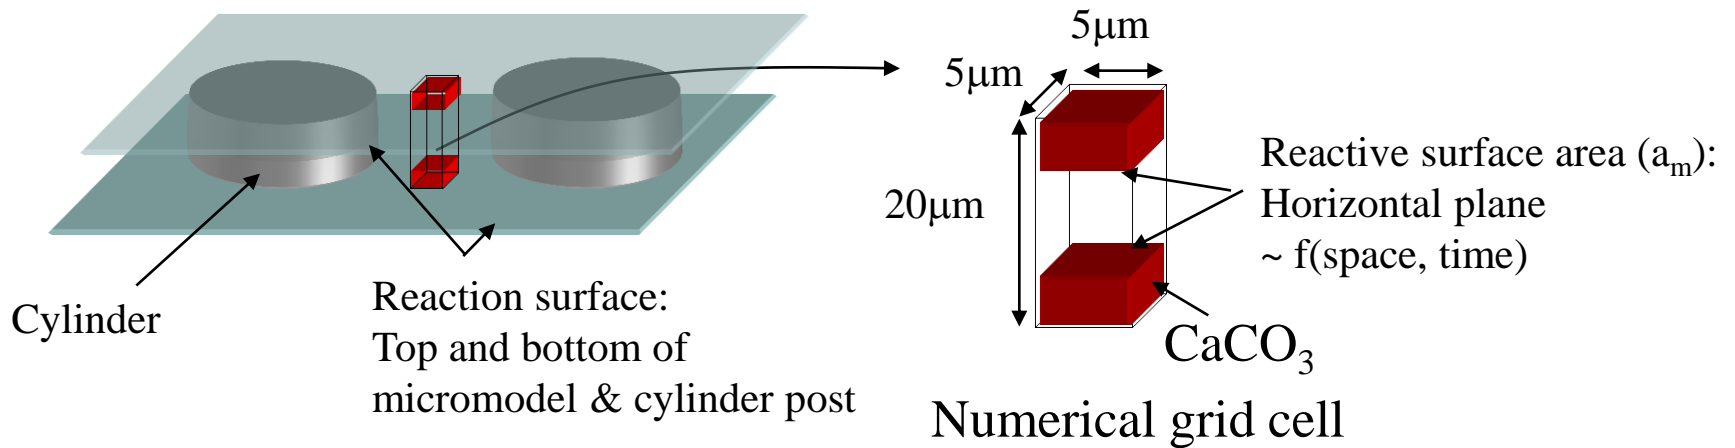 5μm
5μm
20μm
Reactive surface area (aₘ):
Horizontal plane
~ f(space, time)
CaCO₃
Numerical grid cell
Cylinder
Reaction surface:
Top and bottom of
micromodel & cylinder post